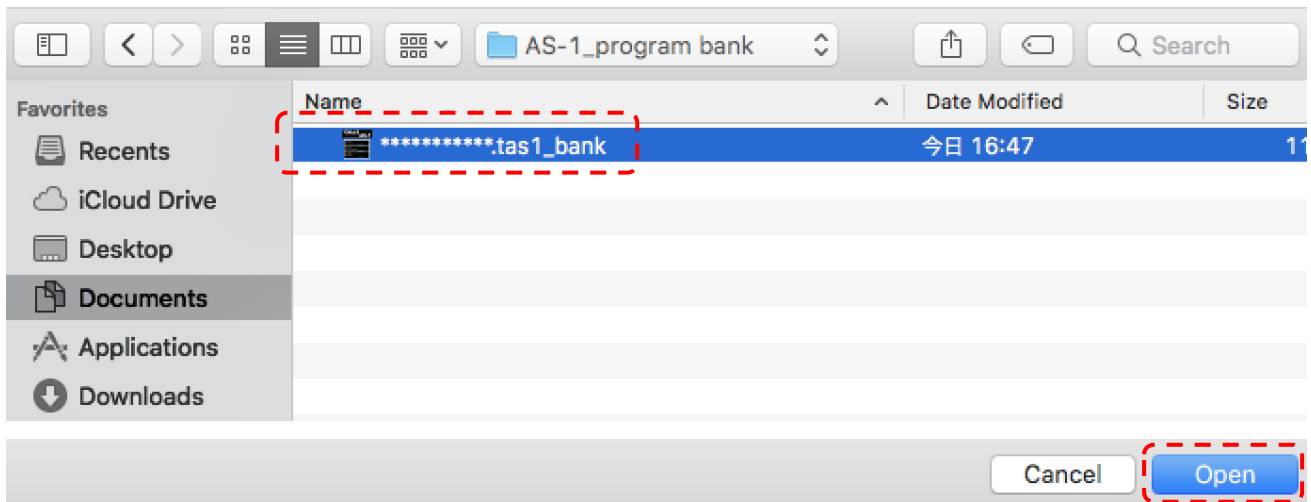 AS-1_program bank
Search
Favorites
Name
Date Modified
Size
Recents
***********.tas1_bank
今日 16:47
11
iCloud Drive
Desktop
Documents
Applications
Downloads
Cancel
Open